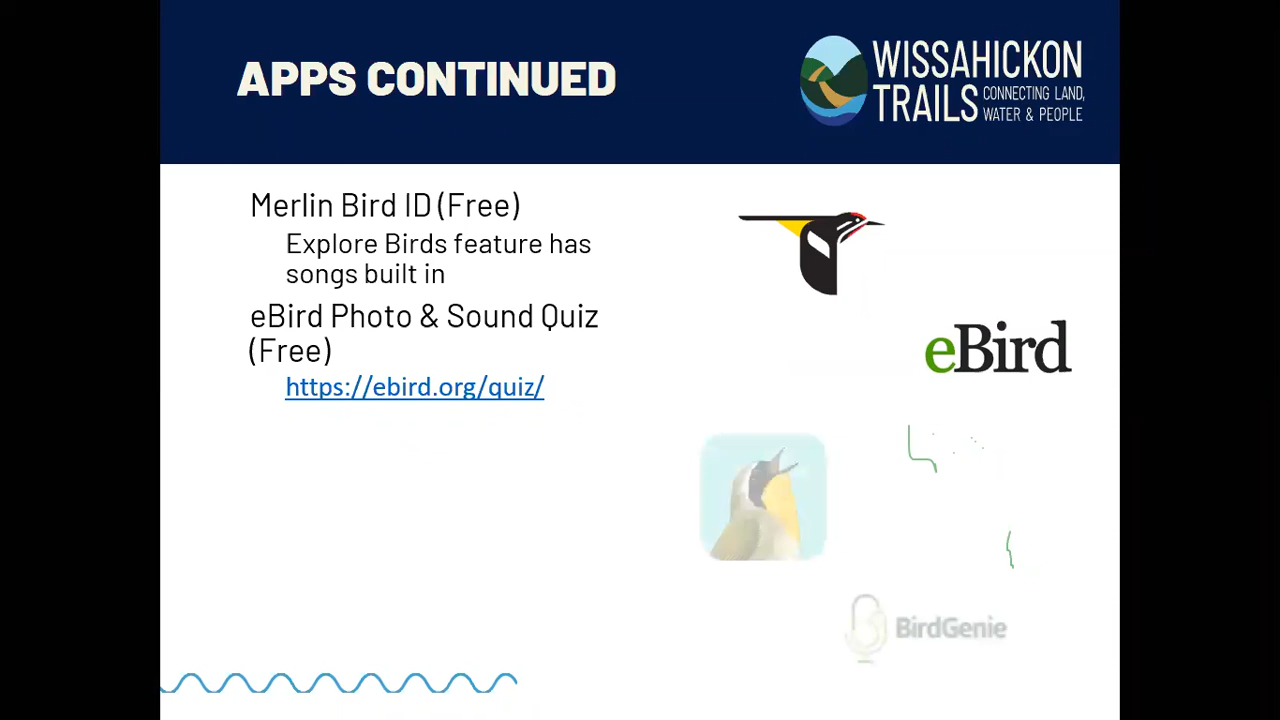 APPS CONTINUED
WISSAHICKON
TRAILS CONNECTING LAND,
WATER & PEOPLE
Merlin Bird ID (Free)
Explore Birds feature has
songs built in
eBird Photo & Sound Quiz
(Free)
https://ebird.org/quiz/
eBird
BirdGenie